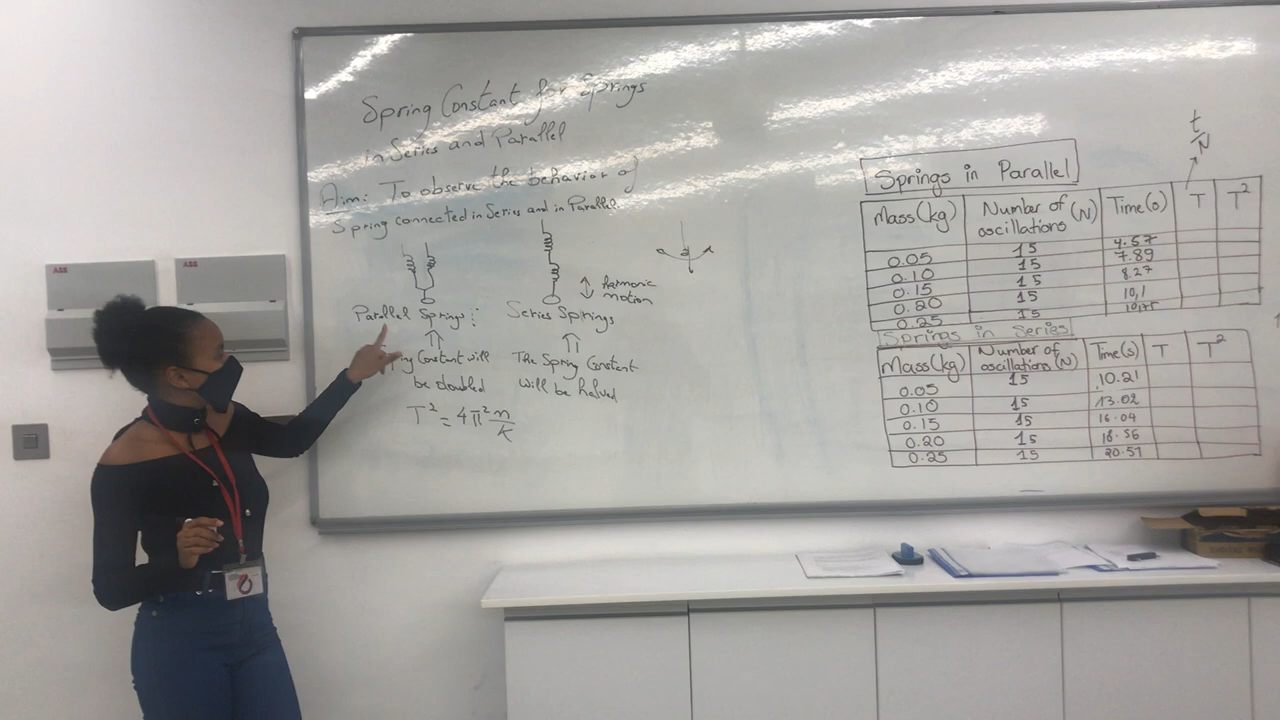 Spring Constant for Springs
in Series and Parallel
Aim: To observe the behavior of
Spring connected in Series and in Parallel
harmonic
motion
Parallel Springs:
Series Springs
Constant will
be doubled
The Spring Constant
will be halved
T² = 4π² m/k
t/N
Springs in Parallel
Mass(kg) Number of oscillations (N) Time(s) T T²
0.05 15 4.57
0.10 15 7.89
0.15 15 8.27
0.20 15 10,1
0.25 15
Springs in Series
Mass(kg) Number of oscillations (N) Time(s) T T²
0.05 15 10.21
0.10 15 13.02
0.15 15 16.04
0.20 15 18.56
0.25 15 20.57
ABB
ABB